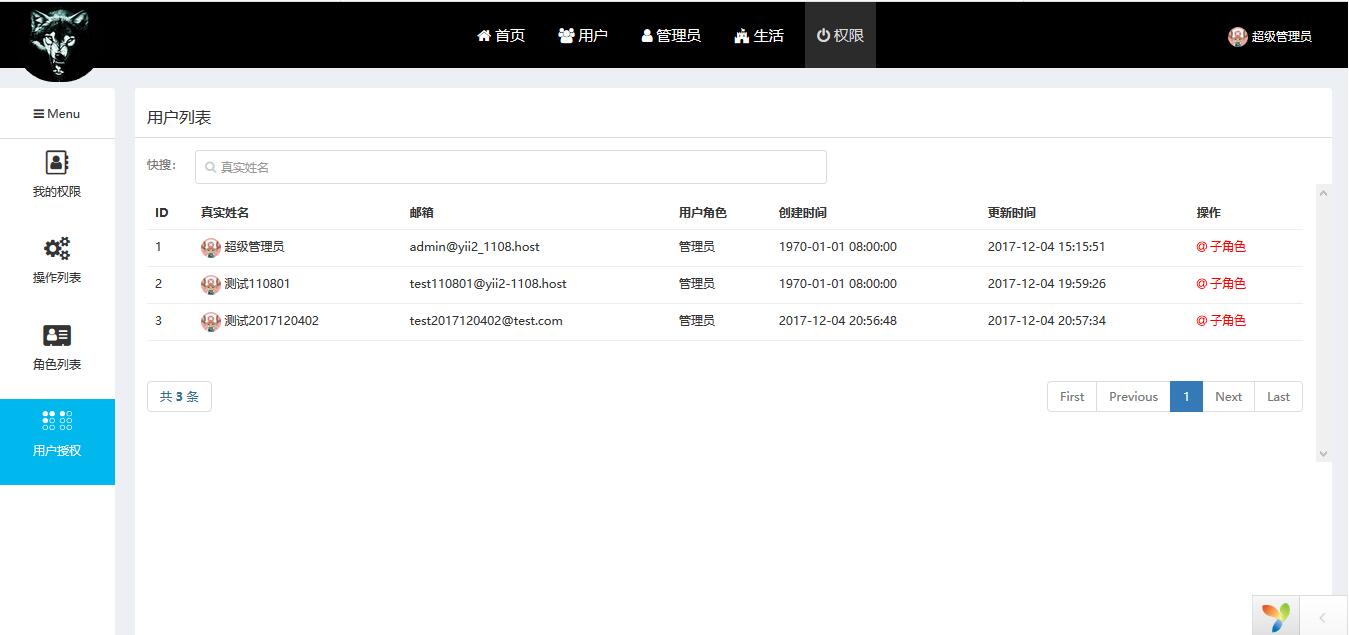 首页 用户 管理员 生活 权限 超级管理员
Menu
我的权限
操作列表
角色列表
用户授权
用户列表
快搜: 真实姓名
ID 真实姓名 邮箱 用户角色 创建时间 更新时间 操作
1 超级管理员 admin@yii2_1108.host 管理员 1970-01-01 08:00:00 2017-12-04 15:15:51 @ 子角色
2 测试110801 test110801@yii2-1108.host 管理员 1970-01-01 08:00:00 2017-12-04 19:59:26 @ 子角色
3 测试2017120402 test2017120402@test.com 管理员 2017-12-04 20:56:48 2017-12-04 20:57:34 @ 子角色
共 3 条 First Previous 1 Next Last